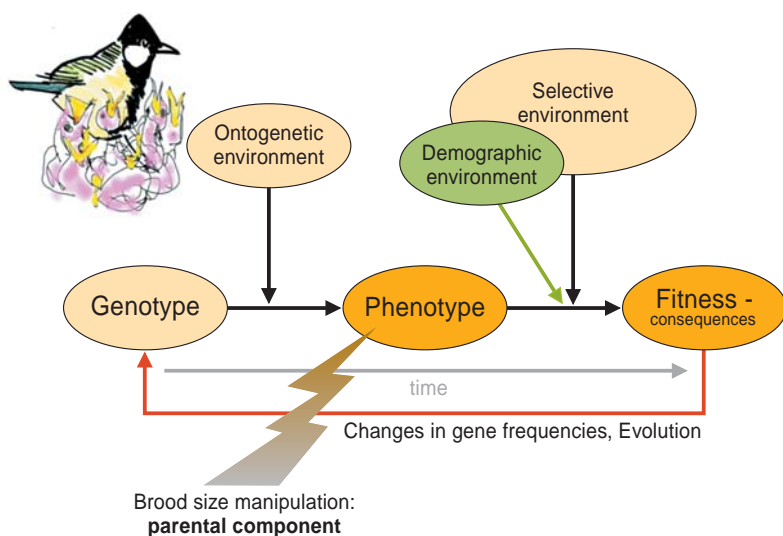 Selective
environment
Ontogenetic
environment
Demographic
environment
Genotype
Phenotype
Fitness -
consequences
time
Changes in gene frequencies, Evolution
Brood size manipulation:
parental component